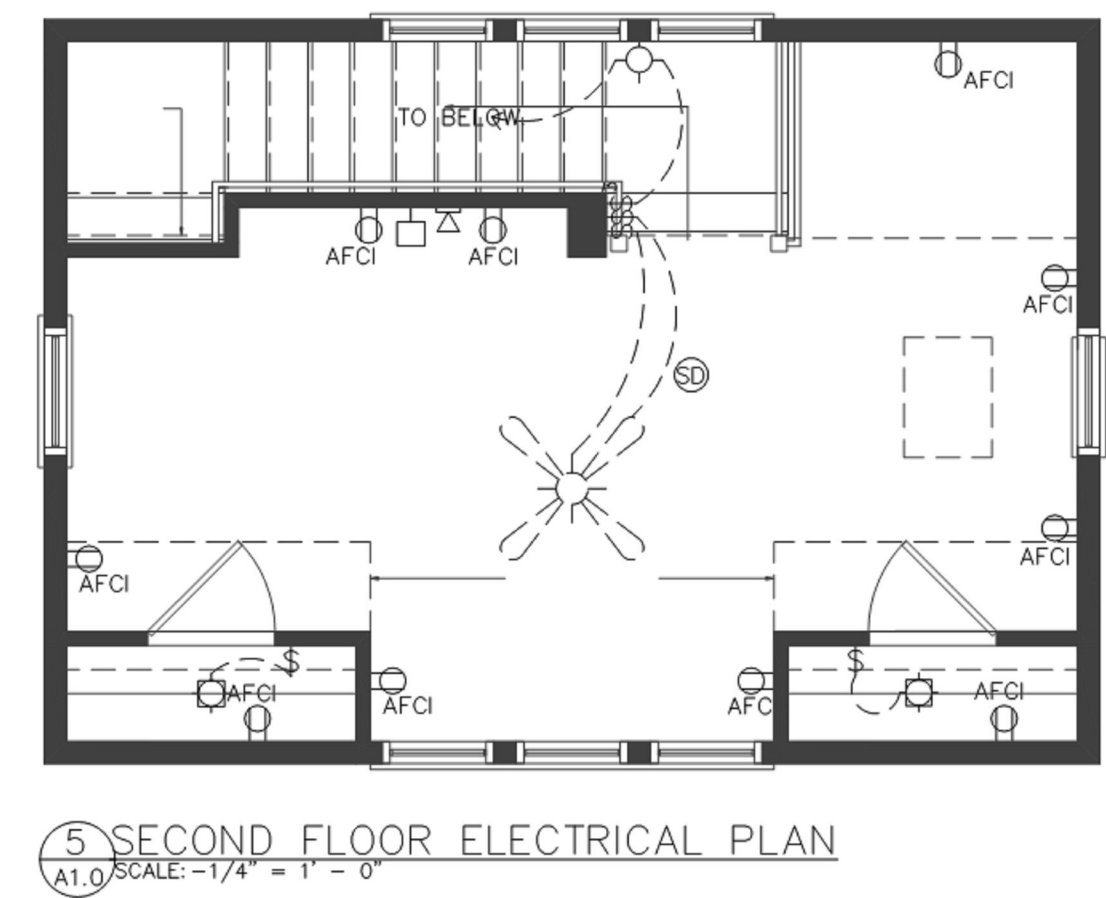 AFCI
TO BELOW
AFCI
AFCI
AFCI
SD
AFCI
AFCI
$
$
AFCI
AFCI
AFCI
AFC
5
SECOND FLOOR ELECTRICAL PLAN
A1.0
SCALE: -1/4" = 1' - 0"